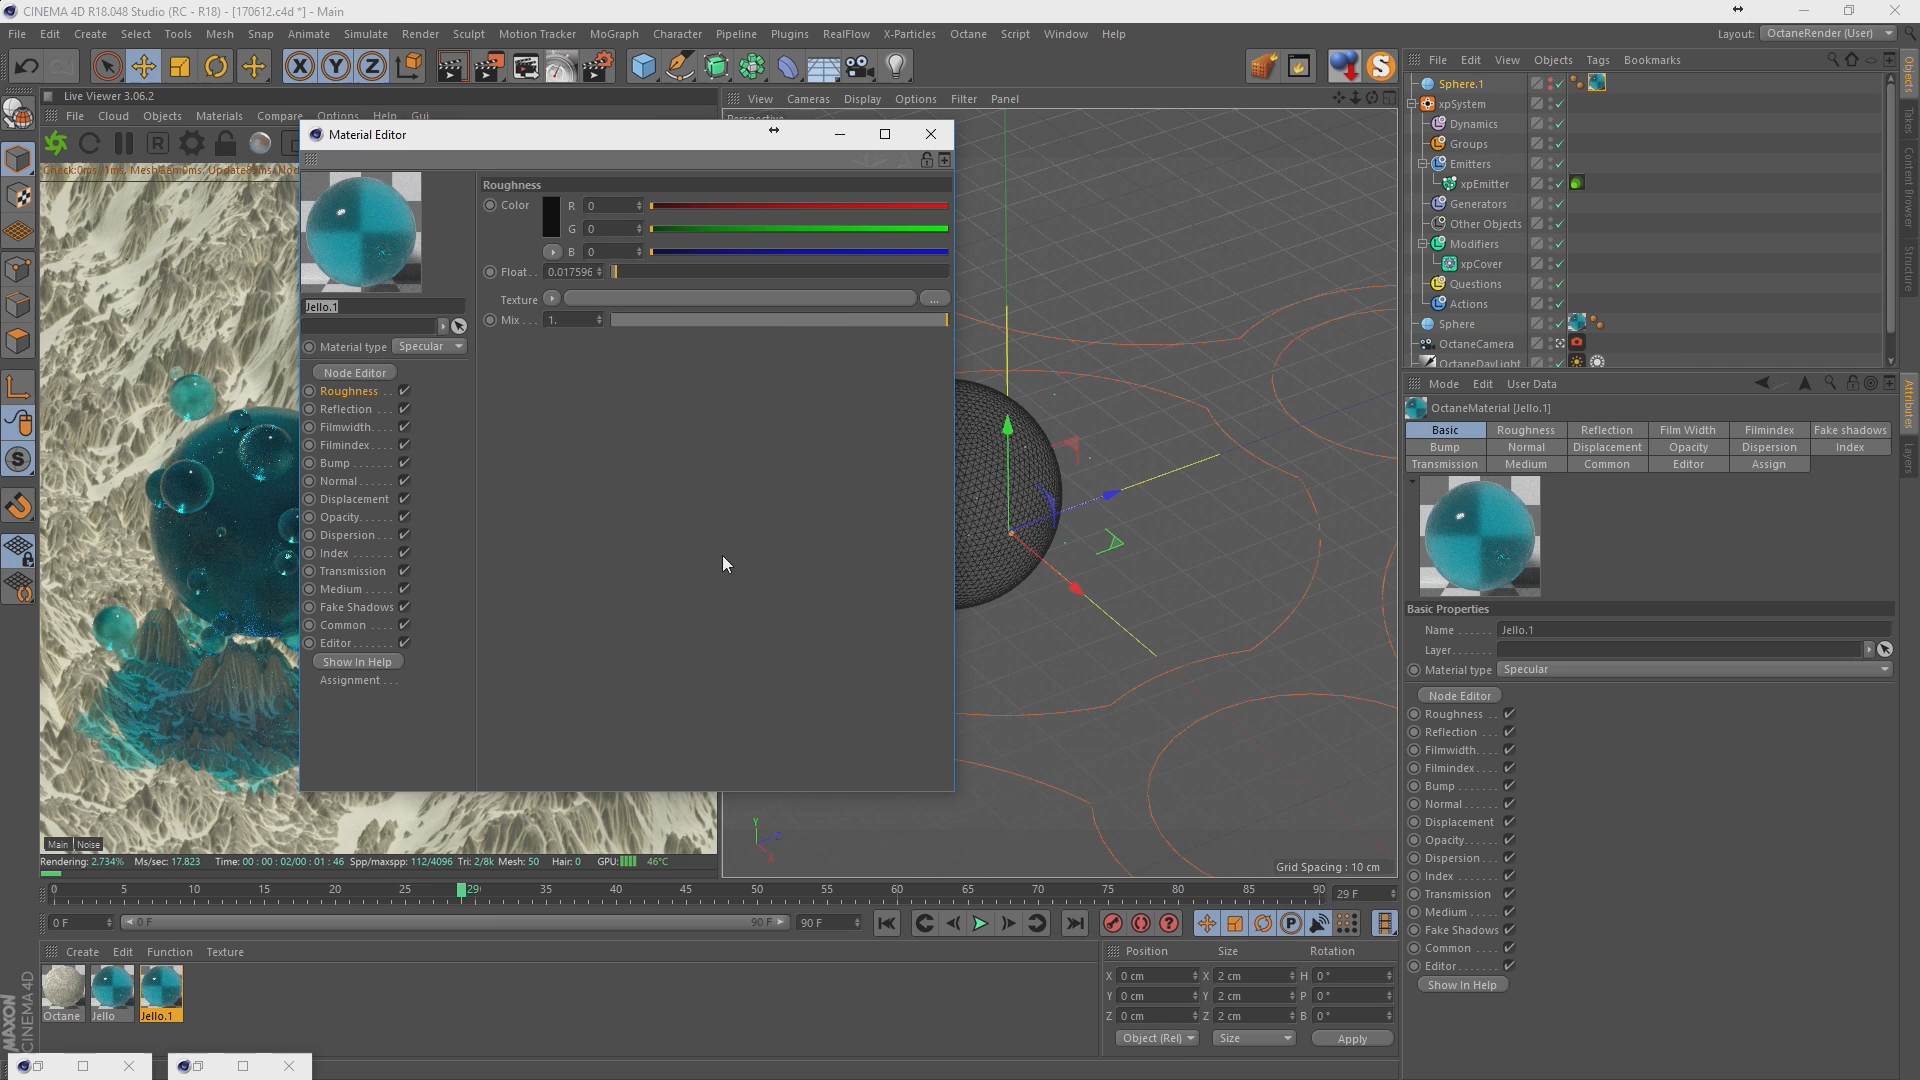 CINEMA 4D R18.048 Studio (RC - R18) - [170612.c4d *] - Main
File Edit Create Select Tools Mesh Snap Animate Simulate Render Sculpt Motion Tracker MoGraph Character Pipeline Plugins RealFlow X-Particles Octane Script Window Help
Layout: OctaneRender (User)
Live Viewer 3.06.2
File Cloud Objects Materials Compare Options Help Gui
Material Editor
Roughness
Color R 0
G 0
B 0
Float . . 0.017596
Texture ...
Mix . . . 1.
Jello.1
Material type Specular
Node Editor
Roughness
Reflection
Filmwidth
Filmindex
Bump
Normal
Displacement
Opacity
Dispersion
Index
Transmission
Medium
Fake Shadows
Common
Editor
Show In Help
Assignment
Main Noise
Rendering: 2.734% Ms/sec: 17.823 Time: 00 : 00 : 02/00 : 01 : 46 Spp/maxspp: 112/4096 Tri: 2/8k Mesh: 50 Hair: 0 GPU: 46°C
View Cameras Display Options Filter Panel
Y
Z
X
Grid Spacing : 10 cm
File Edit View Objects Tags Bookmarks
Sphere.1
xpSystem
Dynamics
Groups
Emitters
xpEmitter
Generators
Other Objects
Modifiers
xpCover
Questions
Actions
Sphere
OctaneCamera
OctaneDayLight
Objects
Takes
Content Browser
Structure
Mode Edit User Data
OctaneMaterial [Jello.1]
Basic Roughness Reflection Film Width Filmindex Fake shadows
Bump Normal Displacement Opacity Dispersion Index
Transmission Medium Common Editor Assign
Attributes
Layers
Basic Properties
Name . . . . . . Jello.1
Layer . . . . . . .
Material type Specular
Node Editor
Roughness
Reflection
Filmwidth
Filmindex
Bump
Normal
Displacement
Opacity
Dispersion
Index
Transmission
Medium
Fake Shadows
Common
Editor
Show In Help
0 5 10 15 20 25 29 35 40 45 50 55 60 65 70 75 80 85 90 29 F
0 F 0 F 90 F 90 F
Create Edit Function Texture
Octane Jello Jello.1
Position Size Rotation
X 0 cm X 2 cm H 0 °
Y 0 cm Y 2 cm P 0 °
Z 0 cm Z 2 cm B 0 °
Object (Rel) Size Apply
MAXON
CINEMA 4D